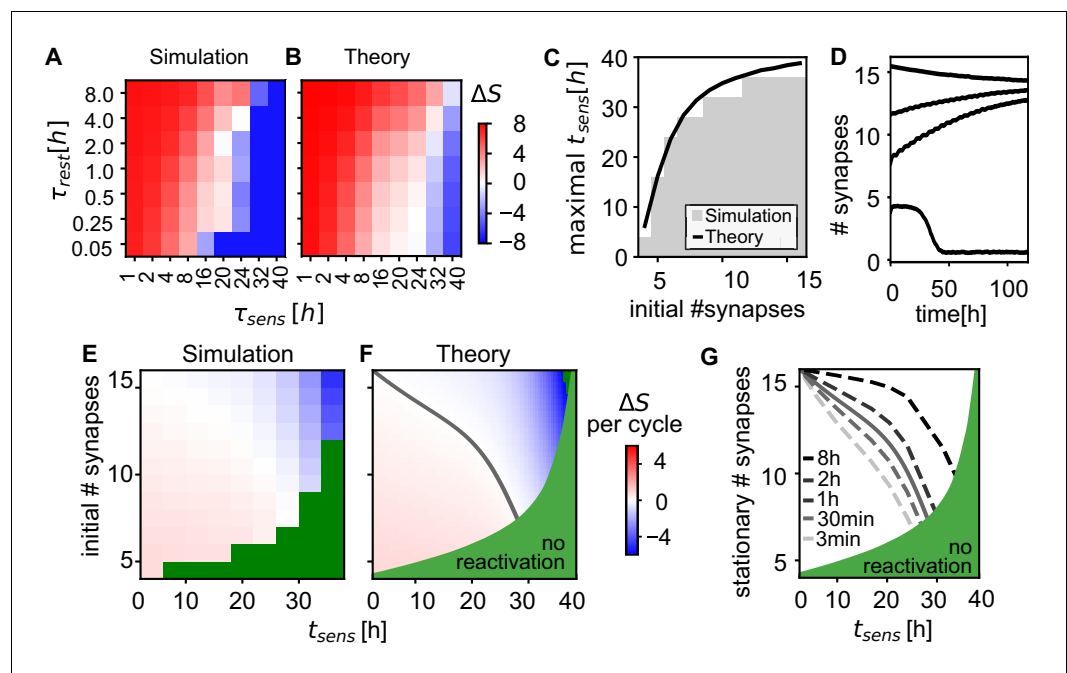 A Simulation
B Theory
ΔS
8
4
0
−4
−8
τrest[h]
8.0
4.0
2.0
1.0
0.5
0.25
0.05
1 2 4 8 16 20 24 32 40
1 2 4 8 16 20 24 32 40
τsens [h]
C
maximal tsens[h]
40
30
20
10
0
Simulation
Theory
5 10 15
initial #synapses
D
# synapses
15
10
5
0
0 50 100
time[h]
E Simulation
initial # synapses
15
10
5
0 10 20 30
F Theory
no
reactivation
0 10 20 30 40
tsens [h]
ΔS
per cycle
4
0
−4
G
stationary # synapses
15
10
5
8h
2h
1h
30min
3min
no
reactivation
0 10 20 30 40
tsens [h]